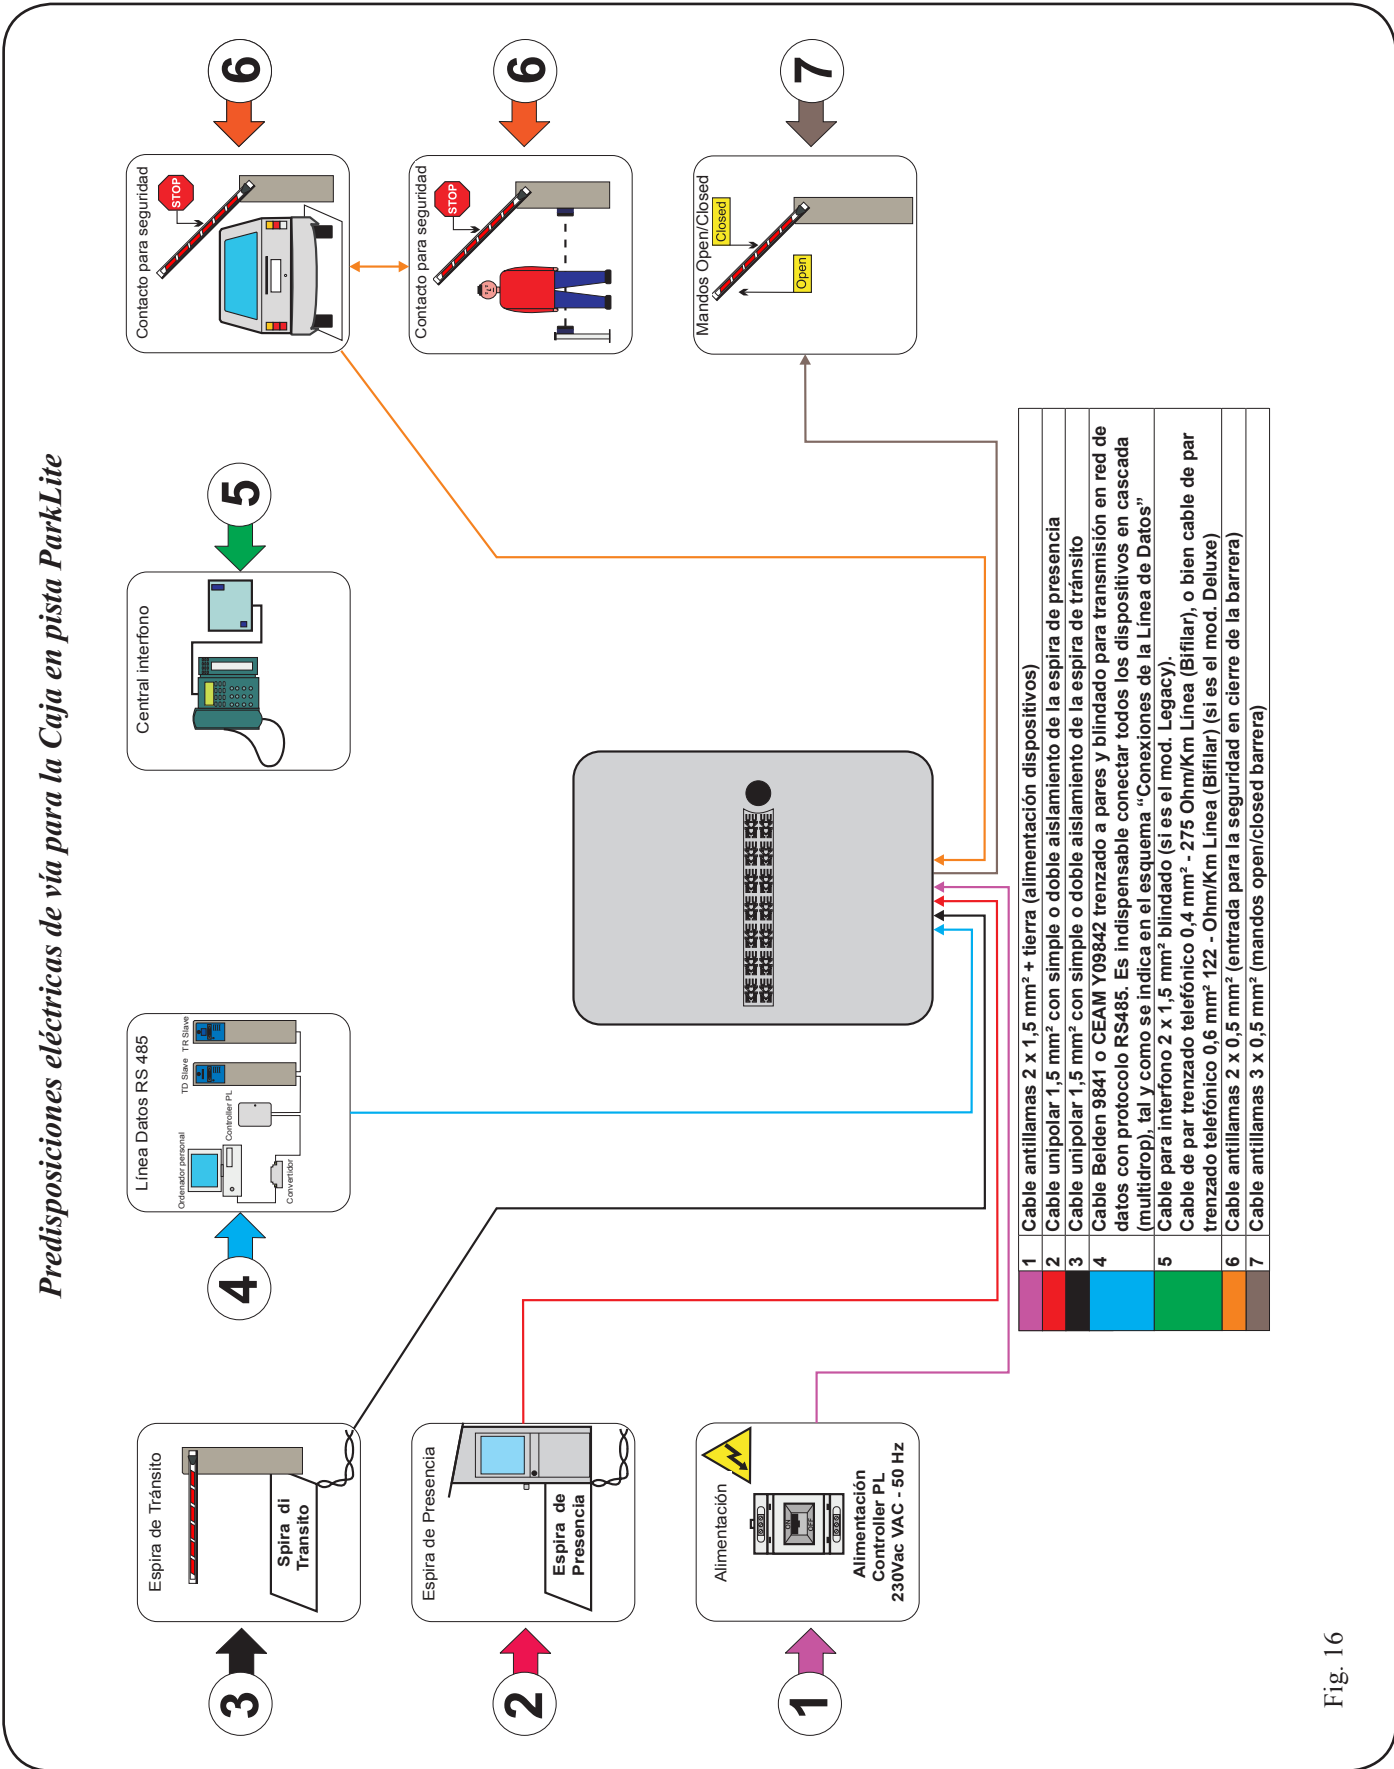 Predisposiciones eléctricas de vía para la Caja en pista ParkLite
3
Espira de Tránsito
Spira di
Transito
2
Espira de Presencia
Espira de
Presencia
1
Alimentación
ON
OFF
Alimentación
Controller PL
230Vac VAC - 50 Hz
4
Línea Datos RS 485
Ordenador personal
Controller PL
TD Slave
TR Slave
Convertidor
5
Central interfono
6
Contacto para seguridad
STOP
6
Contacto para seguridad
STOP
7
Mandos Open/Closed
Closed
Open
1 Cable antillamas 2 x 1,5 mm² + tierra (alimentación dispositivos)
2 Cable unipolar 1,5 mm² con simple o doble aislamiento de la espira de presencia
3 Cable unipolar 1,5 mm² con simple o doble aislamiento de la espira de tránsito
4 Cable Belden 9841 o CEAM Y09842 trenzado a pares y blindado para transmisión en red de
datos con protocolo RS485. Es indispensable conectar todos los dispositivos en cascada
(multidrop), tal y como se indica en el esquema “Conexiones de la Línea de Datos”
5 Cable para interfono 2 x 1,5 mm² blindado (si es el mod. Legacy).
Cable de par trenzado telefónico 0,4 mm² - 275 Ohm/Km Línea (Bifilar), o bien cable de par
trenzado telefónico 0,6 mm² 122 - Ohm/Km Línea (Bifilar) (si es el mod. Deluxe)
6 Cable antillamas 2 x 0,5 mm² (entrada para la seguridad en cierre de la barrera)
7 Cable antillamas 3 x 0,5 mm² (mandos open/closed barrera)
Fig. 16